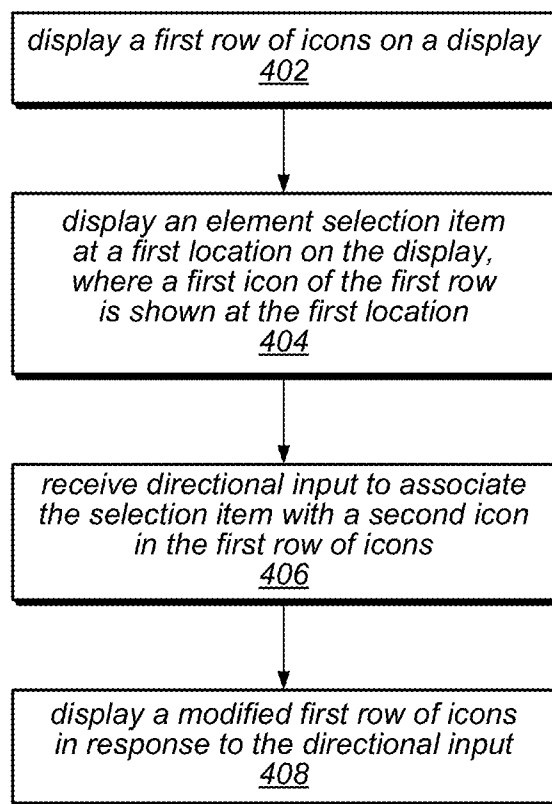 display a first row of icons on a display
402
display an element selection item
at a first location on the display,
where a first icon of the first row
is shown at the first location
404
receive directional input to associate
the selection item with a second icon
in the first row of icons
406
display a modified first row of icons
in response to the directional input
408